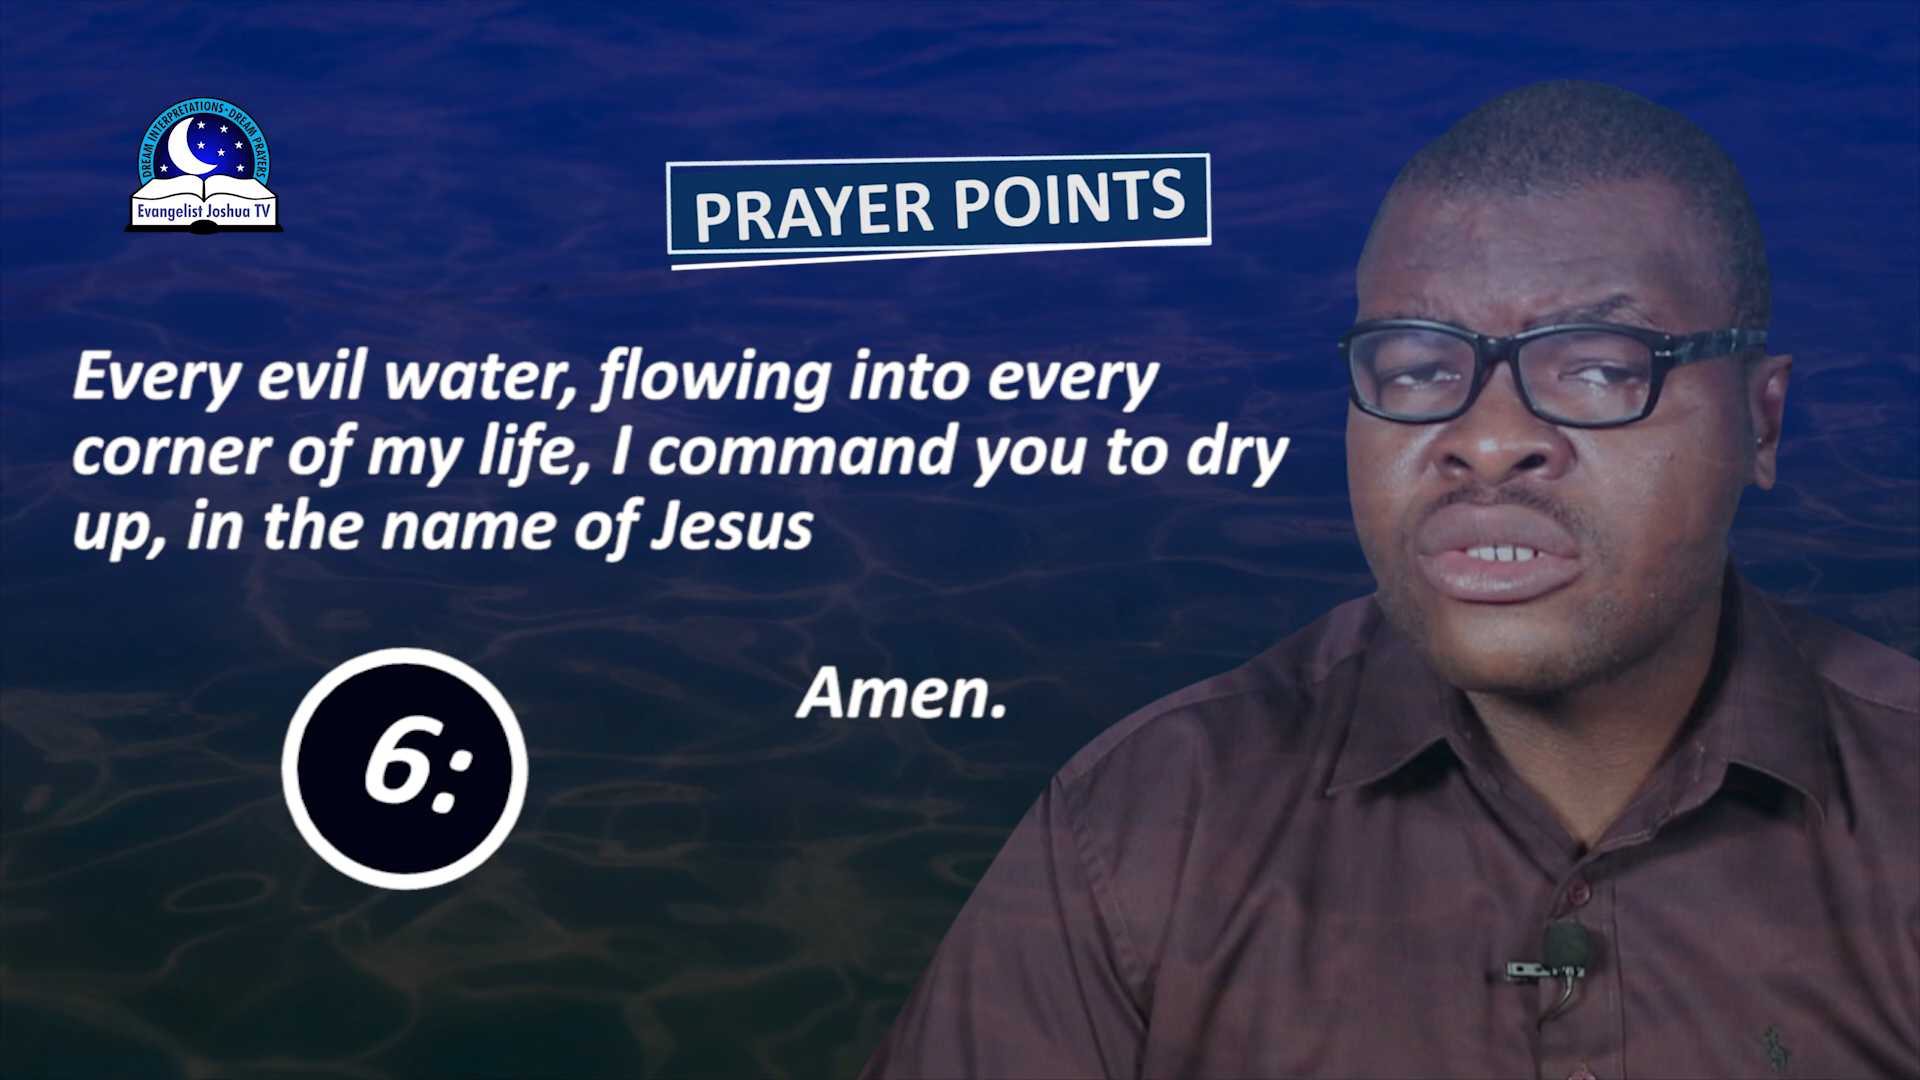 DREAM INTERPRETATIONS · DREAM PRAYERS
Evangelist Joshua TV
PRAYER POINTS
Every evil water, flowing into every
corner of my life, I command you to dry
up, in the name of Jesus
Amen.
6: